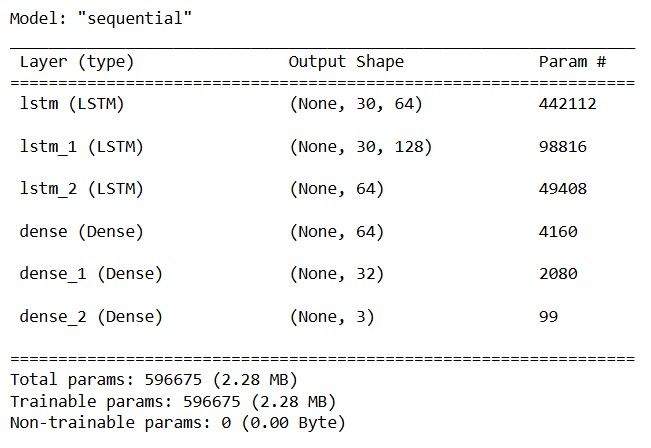 Model: "sequential"
_________________________________________________________________
Layer (type) Output Shape Param #
=================================================================
lstm (LSTM) (None, 30, 64) 442112
lstm_1 (LSTM) (None, 30, 128) 98816
lstm_2 (LSTM) (None, 64) 49408
dense (Dense) (None, 64) 4160
dense_1 (Dense) (None, 32) 2080
dense_2 (Dense) (None, 3) 99
=================================================================
Total params: 596675 (2.28 MB)
Trainable params: 596675 (2.28 MB)
Non-trainable params: 0 (0.00 Byte)